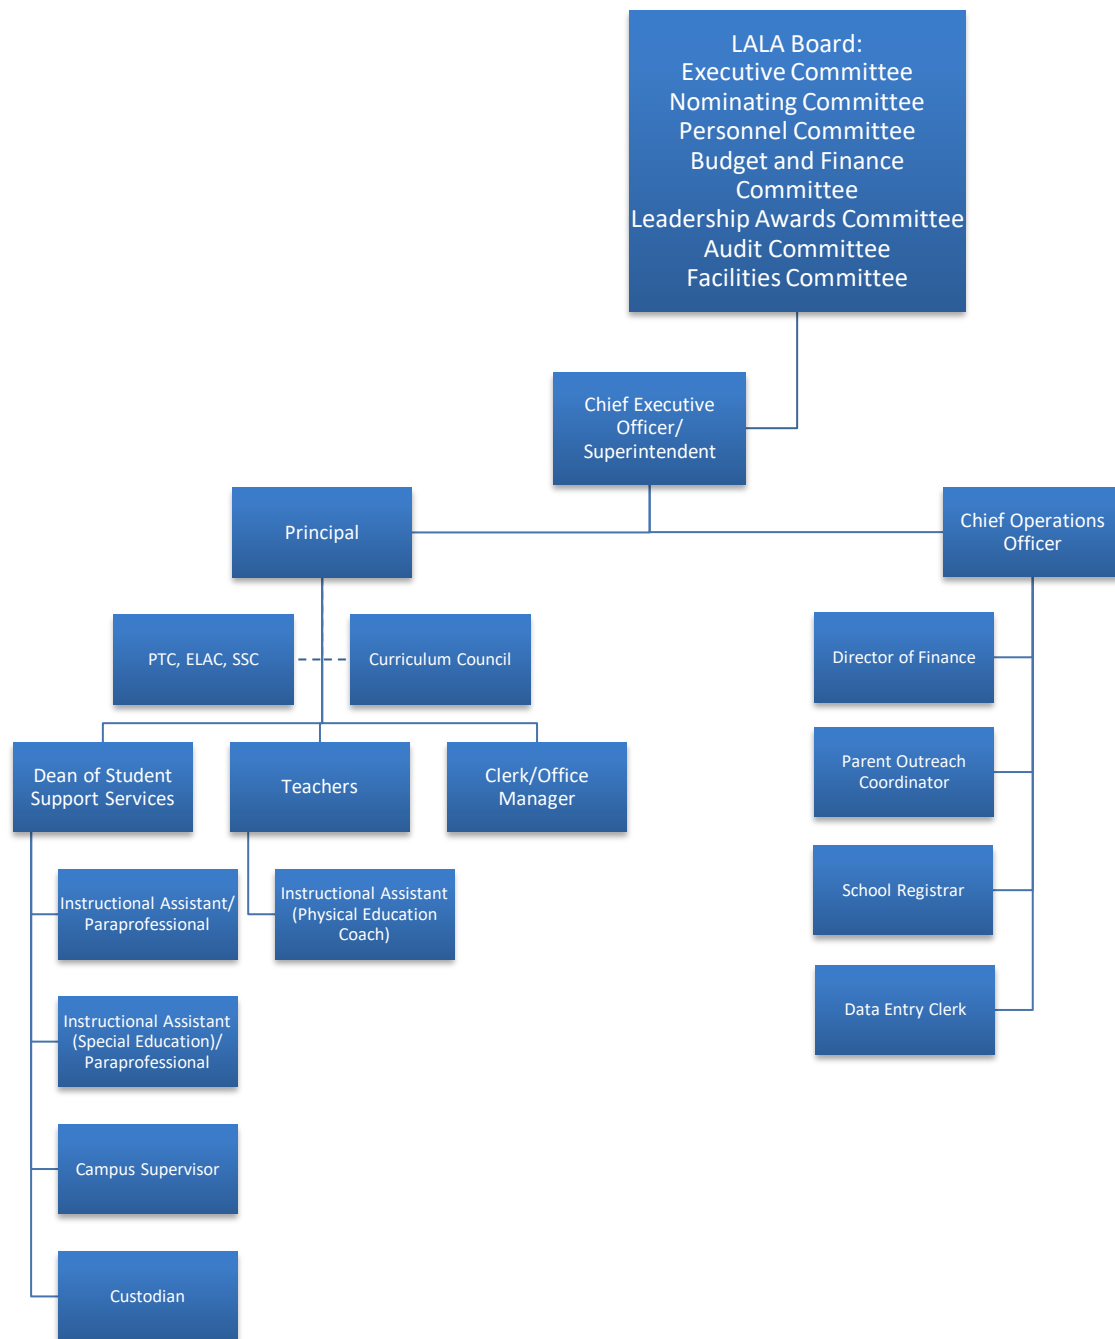 LALA Board:
Executive Committee
Nominating Committee
Personnel Committee
Budget and Finance
Committee
Leadership Awards Committee
Audit Committee
Facilities Committee
Chief Executive
Officer/
Superintendent
Principal
Chief Operations
Officer
PTC, ELAC, SSC
Curriculum Council
Director of Finance
Dean of Student
Support Services
Teachers
Clerk/Office
Manager
Parent Outreach
Coordinator
Instructional Assistant/
Paraprofessional
Instructional Assistant
(Physical Education
Coach)
School Registrar
Instructional Assistant
(Special Education)/
Paraprofessional
Data Entry Clerk
Campus Supervisor
Custodian